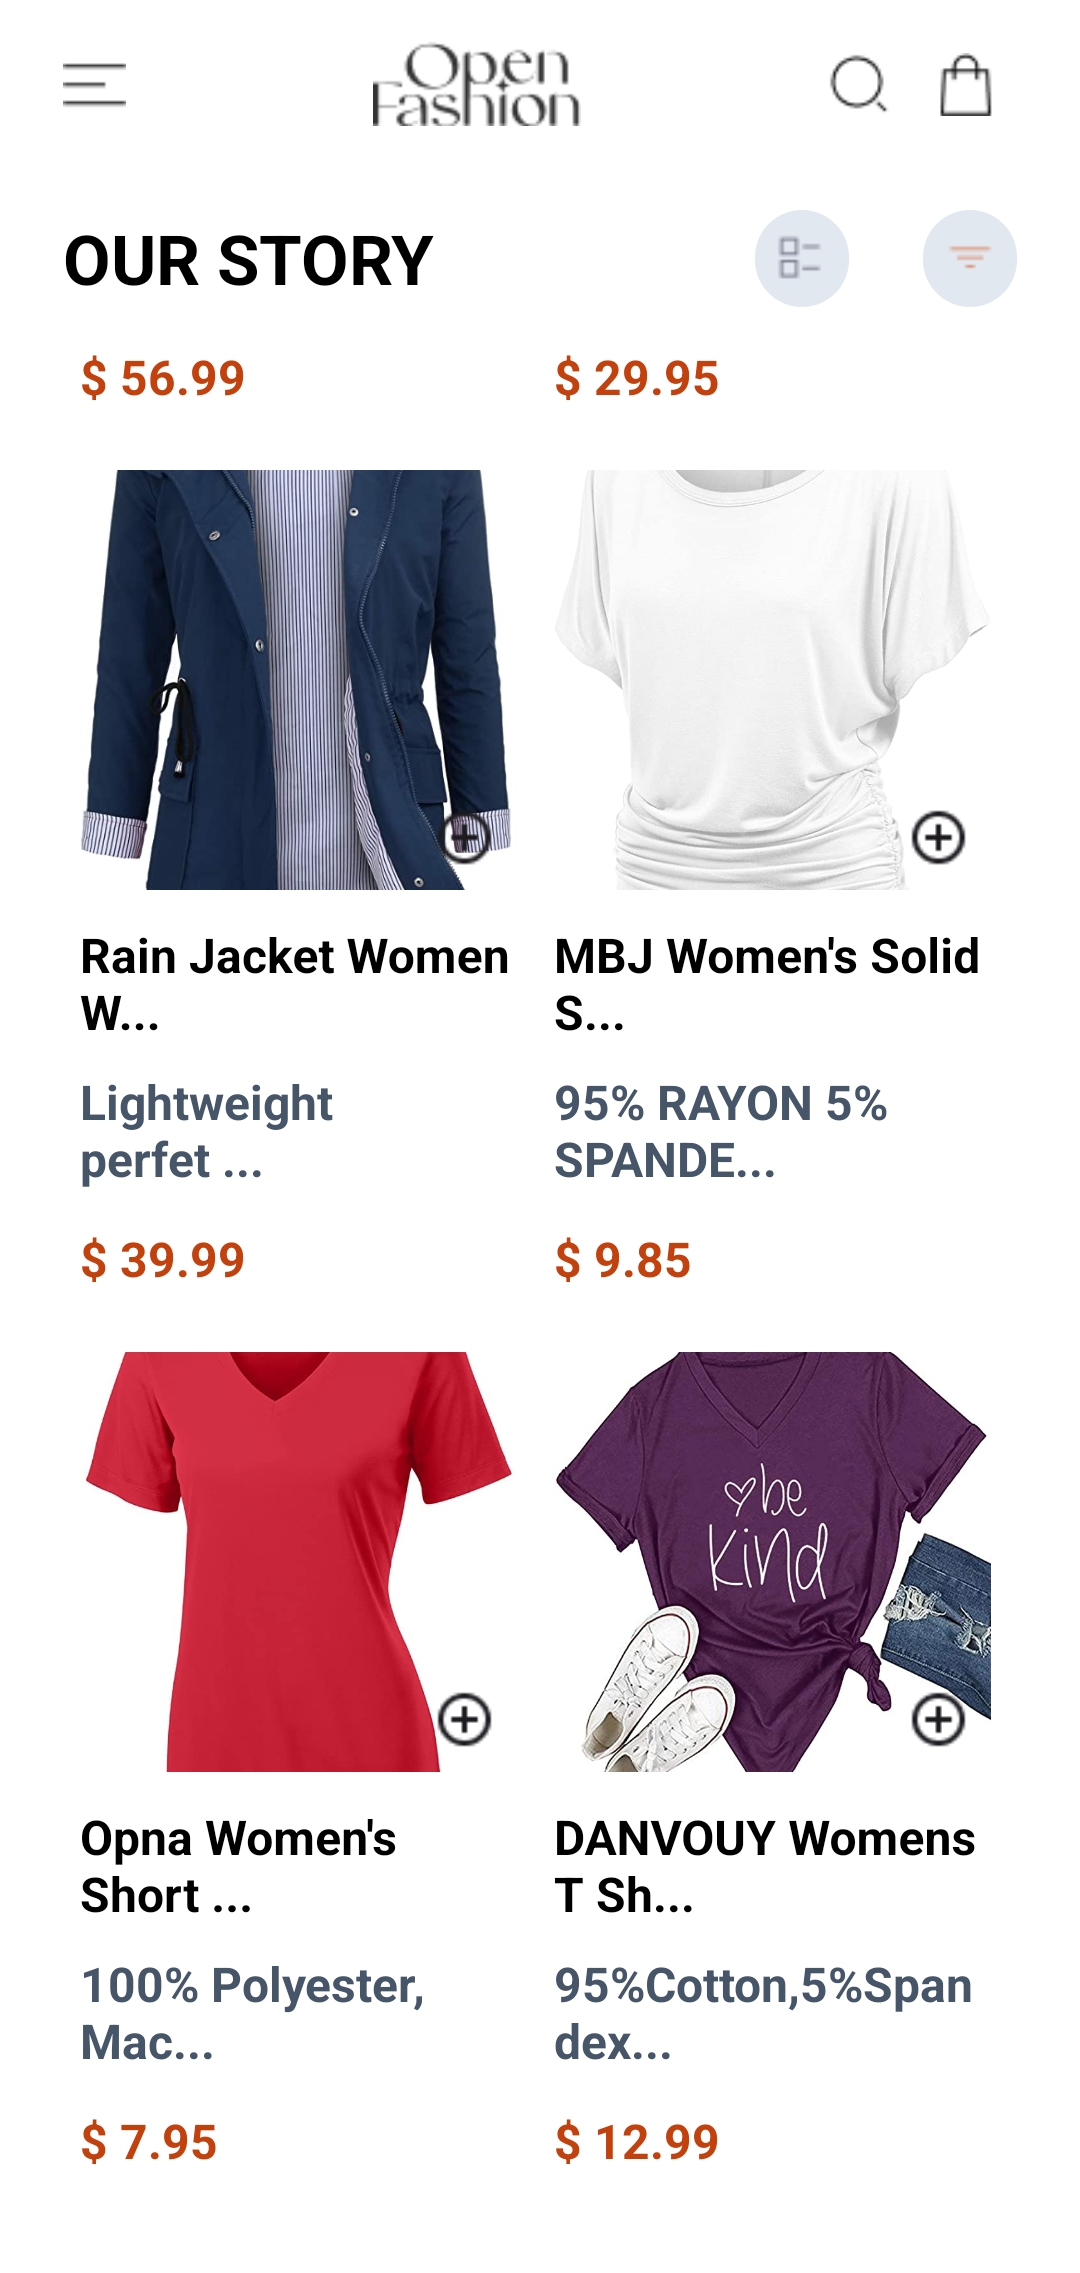 Open
Fashion
OUR STORY
$ 56.99
$ 29.95
Rain Jacket Women
W...
Lightweight
perfet ...
$ 39.99
MBJ Women's Solid
S...
95% RAYON 5%
SPANDE...
$ 9.85
be
kind
Opna Women's
Short ...
100% Polyester,
Mac...
$ 7.95
DANVOUY Womens
T Sh...
95%Cotton,5%Span
dex...
$ 12.99